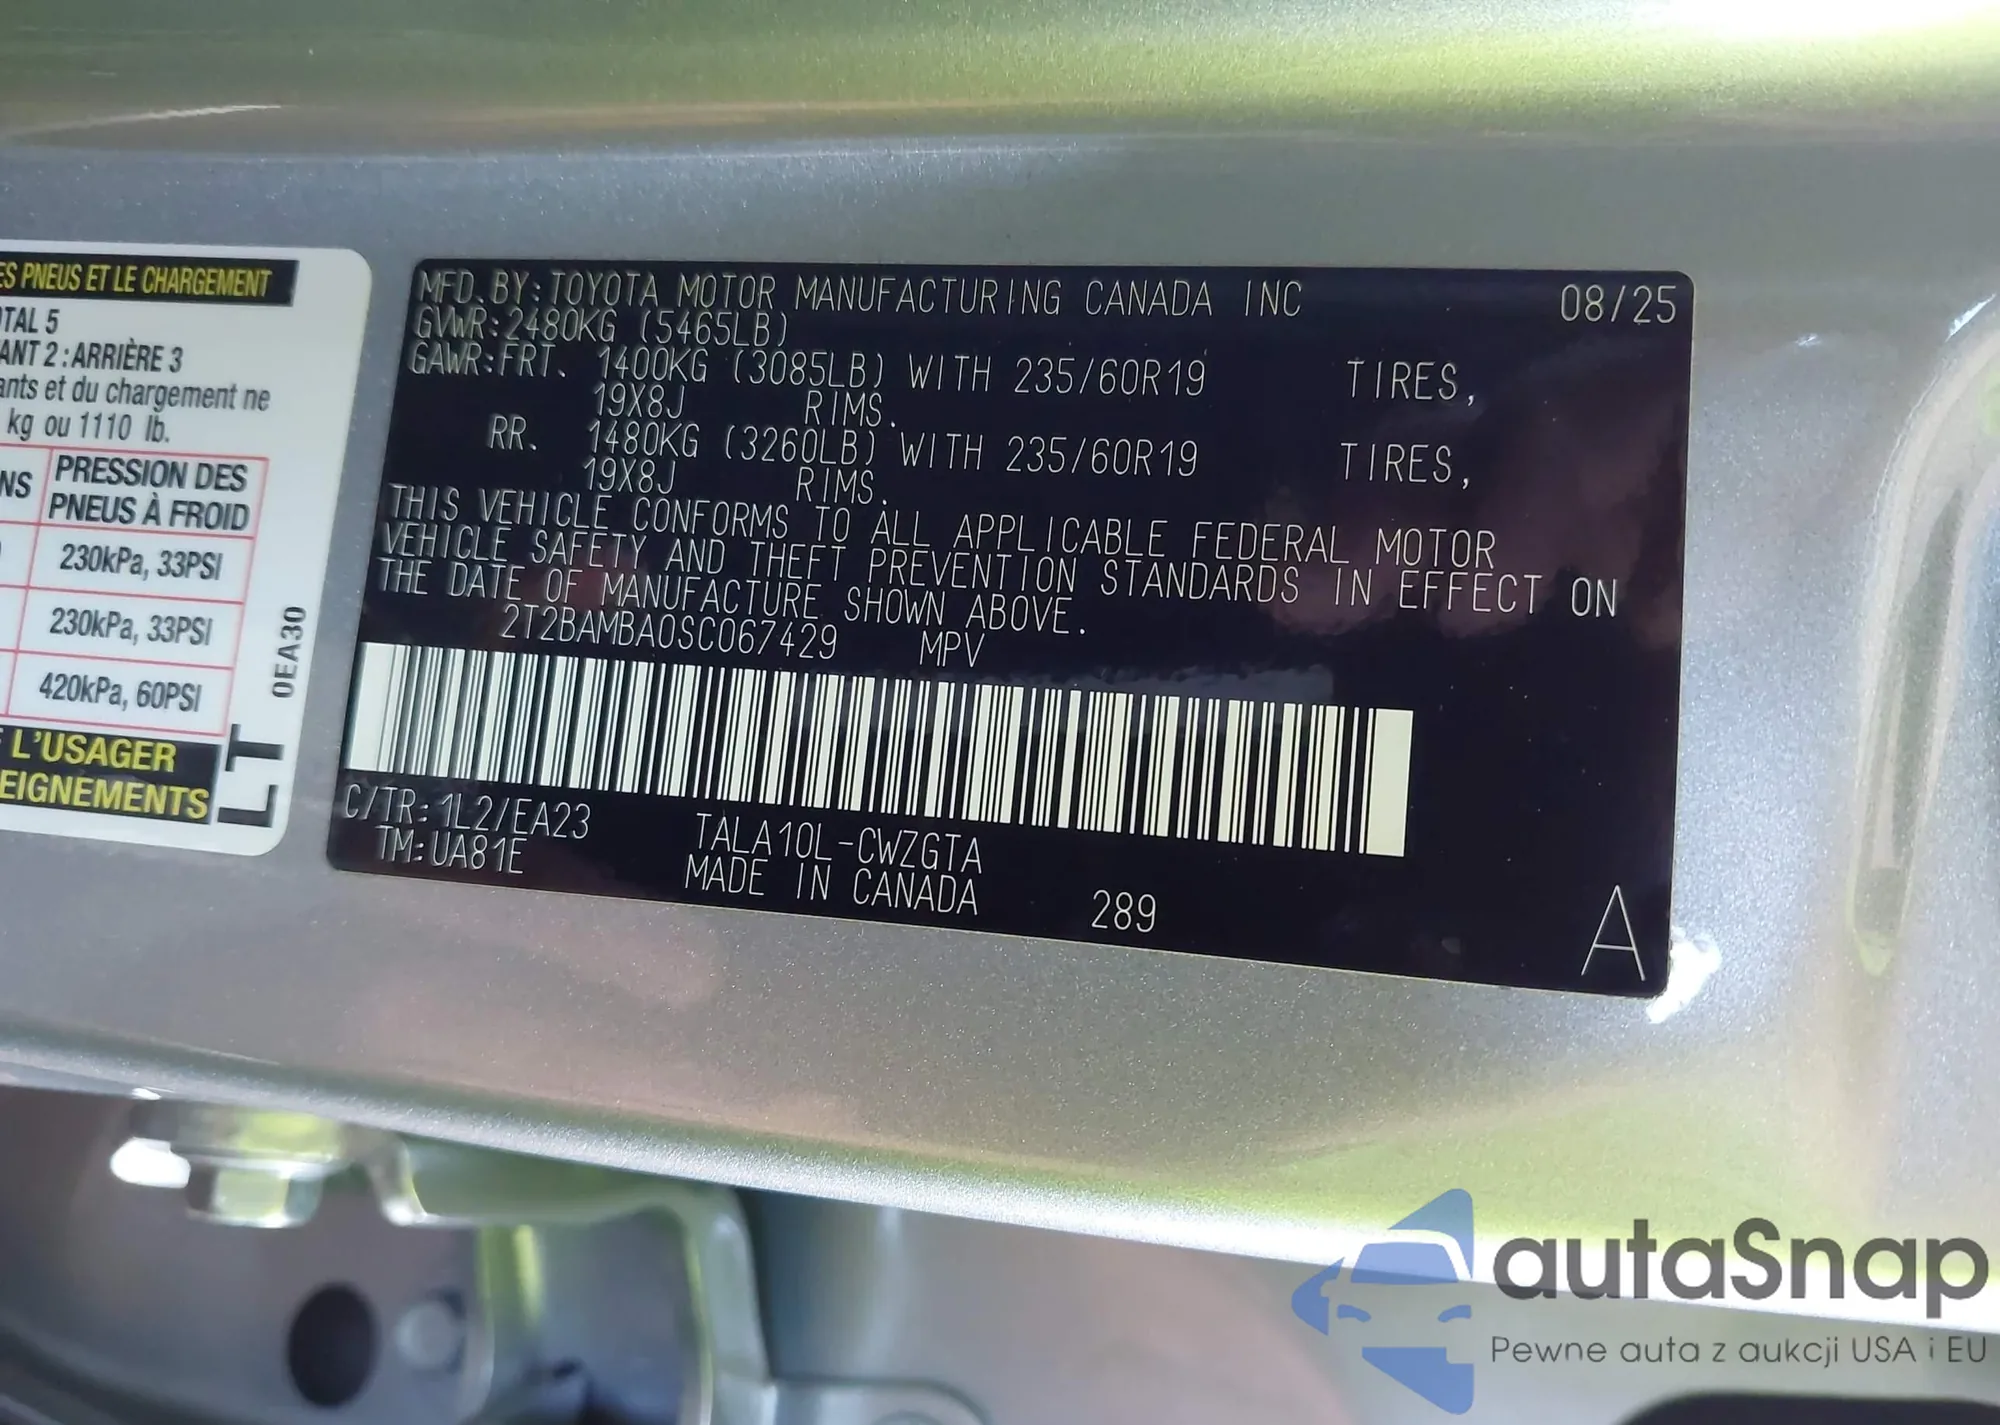 ES PNEUS ET LE CHARGEMENT
OTAL 5
ANT 2 : ARRIÈRE 3
ants et du chargement ne
kg ou 1110 lb.
NS PRESSION DES
PNEUS À FROID
230kPa, 33PSI
230kPa, 33PSI
420kPa, 60PSI
L'USAGER
EIGNEMENTS
LT
0EA30
MFD. BY: TOYOTA MOTOR MANUFACTURING CANADA INC 08/25
GVWR: 2480KG (5465LB)
GAWR: FRT. 1400KG (3085LB) WITH 235/60R19 TIRES,
19X8J RIMS.
RR. 1480KG (3260LB) WITH 235/60R19 TIRES,
19X8J RIMS.
THIS VEHICLE CONFORMS TO ALL APPLICABLE FEDERAL MOTOR
VEHICLE SAFETY AND THEFT PREVENTION STANDARDS IN EFFECT ON
THE DATE OF MANUFACTURE SHOWN ABOVE.
2T2BAMBA0SC067429 MPV
C/TR: 1L2/EA23 TALA10L-CWZGTA
TM: UA81E MADE IN CANADA 289
A
autaSnap
Pewne auta z aukcji USA i EU